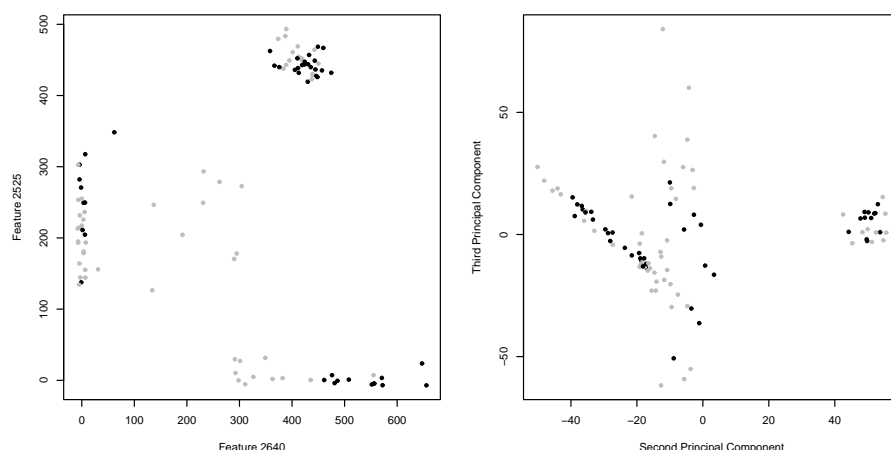 500
400
300
200
100
0
Feature 2525
0 100 200 300 400 500 600
Feature 2640
50
0
−50
Third Principal Component
−40 −20 0 20 40
Second Principal Component